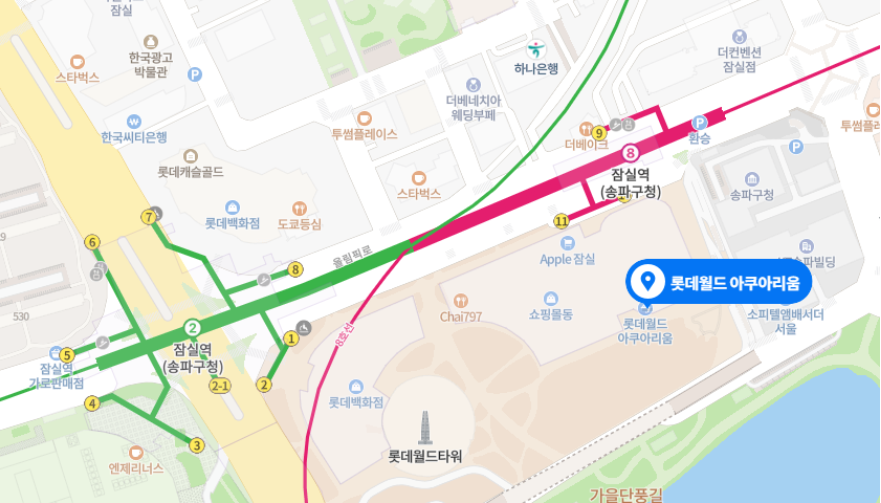 잠실
한국광고
박물관
스타벅스
P
하나은행
더컨벤션
잠실점
더베네치아
웨딩부페
한국씨티은행
투썸플레이스
9
더베이크
P
환승
P
롯데캐슬골드
8
잠실역
(송파구청)
스타벅스
송파구청
7
롯데백화점
도쿄등심
11
6
올림픽로
Apple 잠실
8
롯데월드 아쿠아리움
530
Chai797
쇼핑몰동
소피텔앰배서더
서울
2
8호선
롯데월드
아쿠아리움
1
잠실역
(송파구청)
5
잠실역
가로판매점
2-1
2
롯데백화점
4
3
엔제리너스
롯데월드타워
가을단풍길